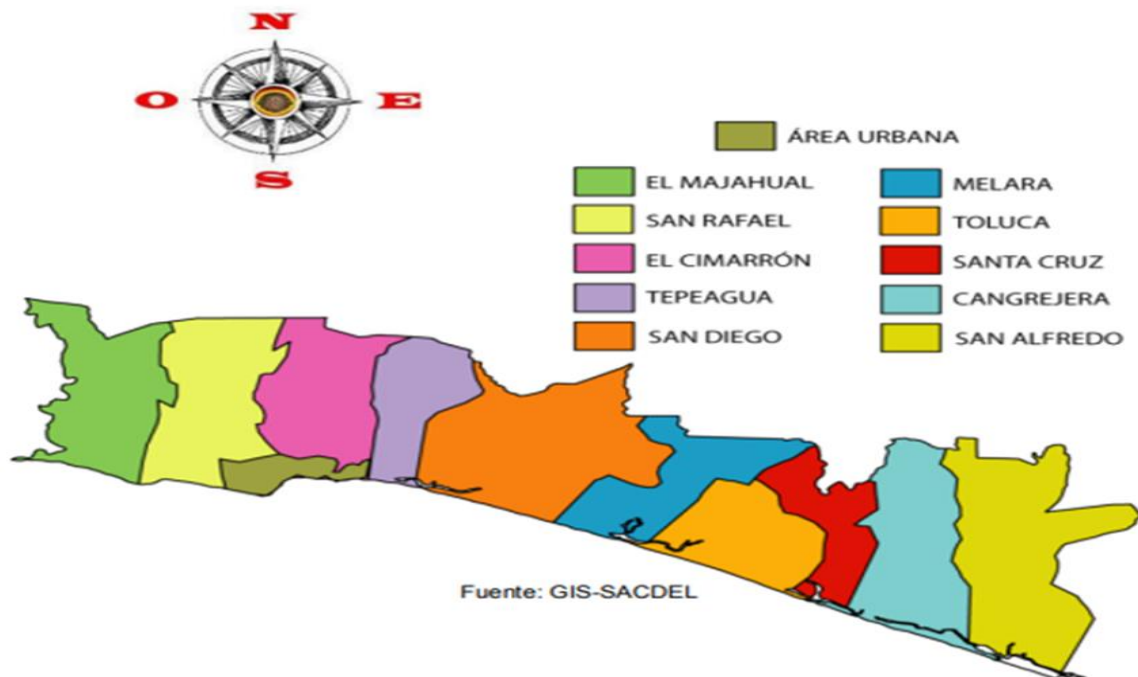 N
O E
S
ÁREA URBANA
EL MAJAHUAL
SAN RAFAEL
EL CIMARRÓN
TEPEAGUA
SAN DIEGO
MELARA
TOLUCA
SANTA CRUZ
CANGREJERA
SAN ALFREDO
Fuente: GIS-SACDEL